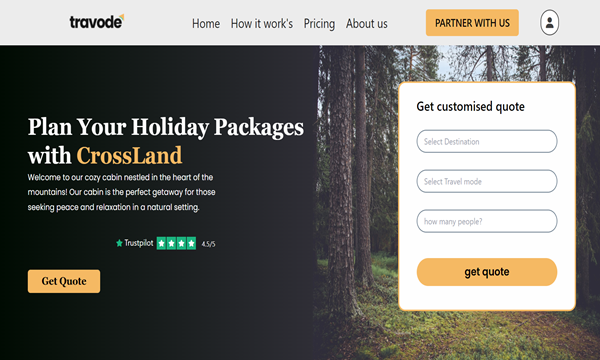 travode
Home How it work's Pricing About us
PARTNER WITH US
Plan Your Holiday Packages
with CrossLand
Welcome to our cozy cabin nestled in the heart of the
mountains! Our cabin is the perfect getaway for those
seeking peace and relaxation in a natural setting.
Trustpilot 4.5/5
Get Quote
Get customised quote
Select Destination
Select Travel mode
how many people?
get quote